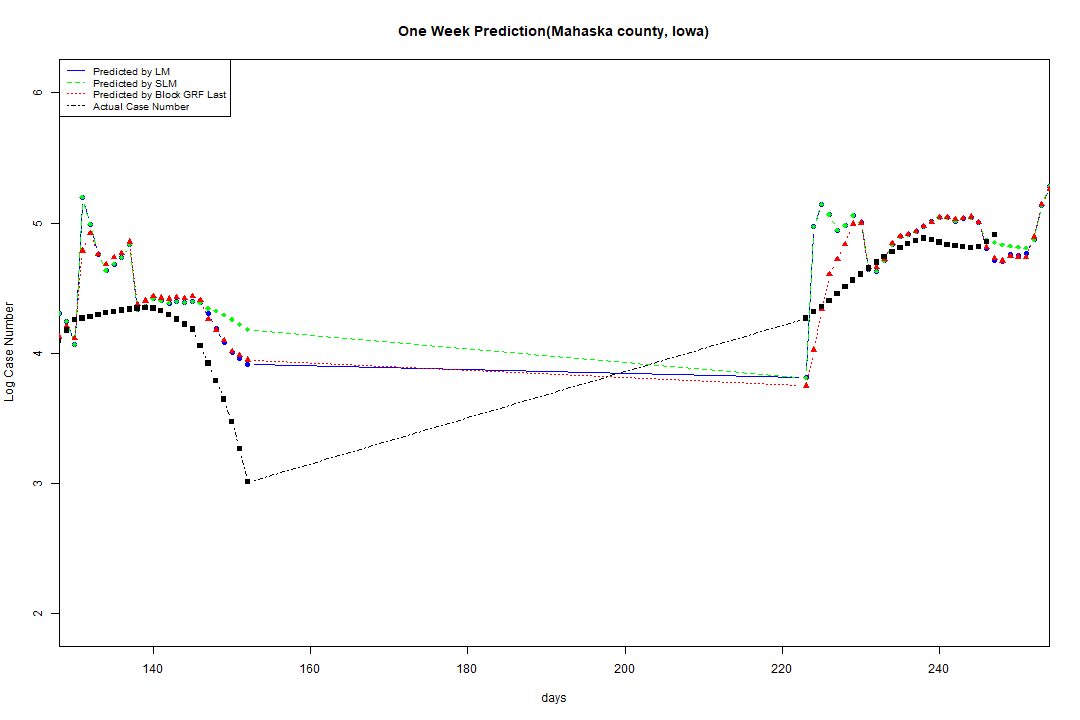 One Week Prediction(Mahaska county, Iowa)
Predicted by LM
Predicted by SLM
Predicted by Block GRF Last
Actual Case Number
6
5
4
3
2
Log Case Number
140 160 180 200 220 240
days